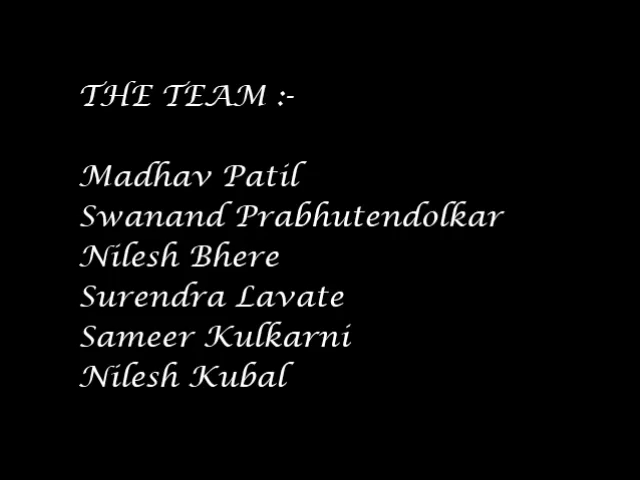 THE TEAM :-
Madhav Patil
Swanand Prabhutendolkar
Nilesh Bhere
Surendra Lavate
Sameer Kulkarni
Nilesh Kubal